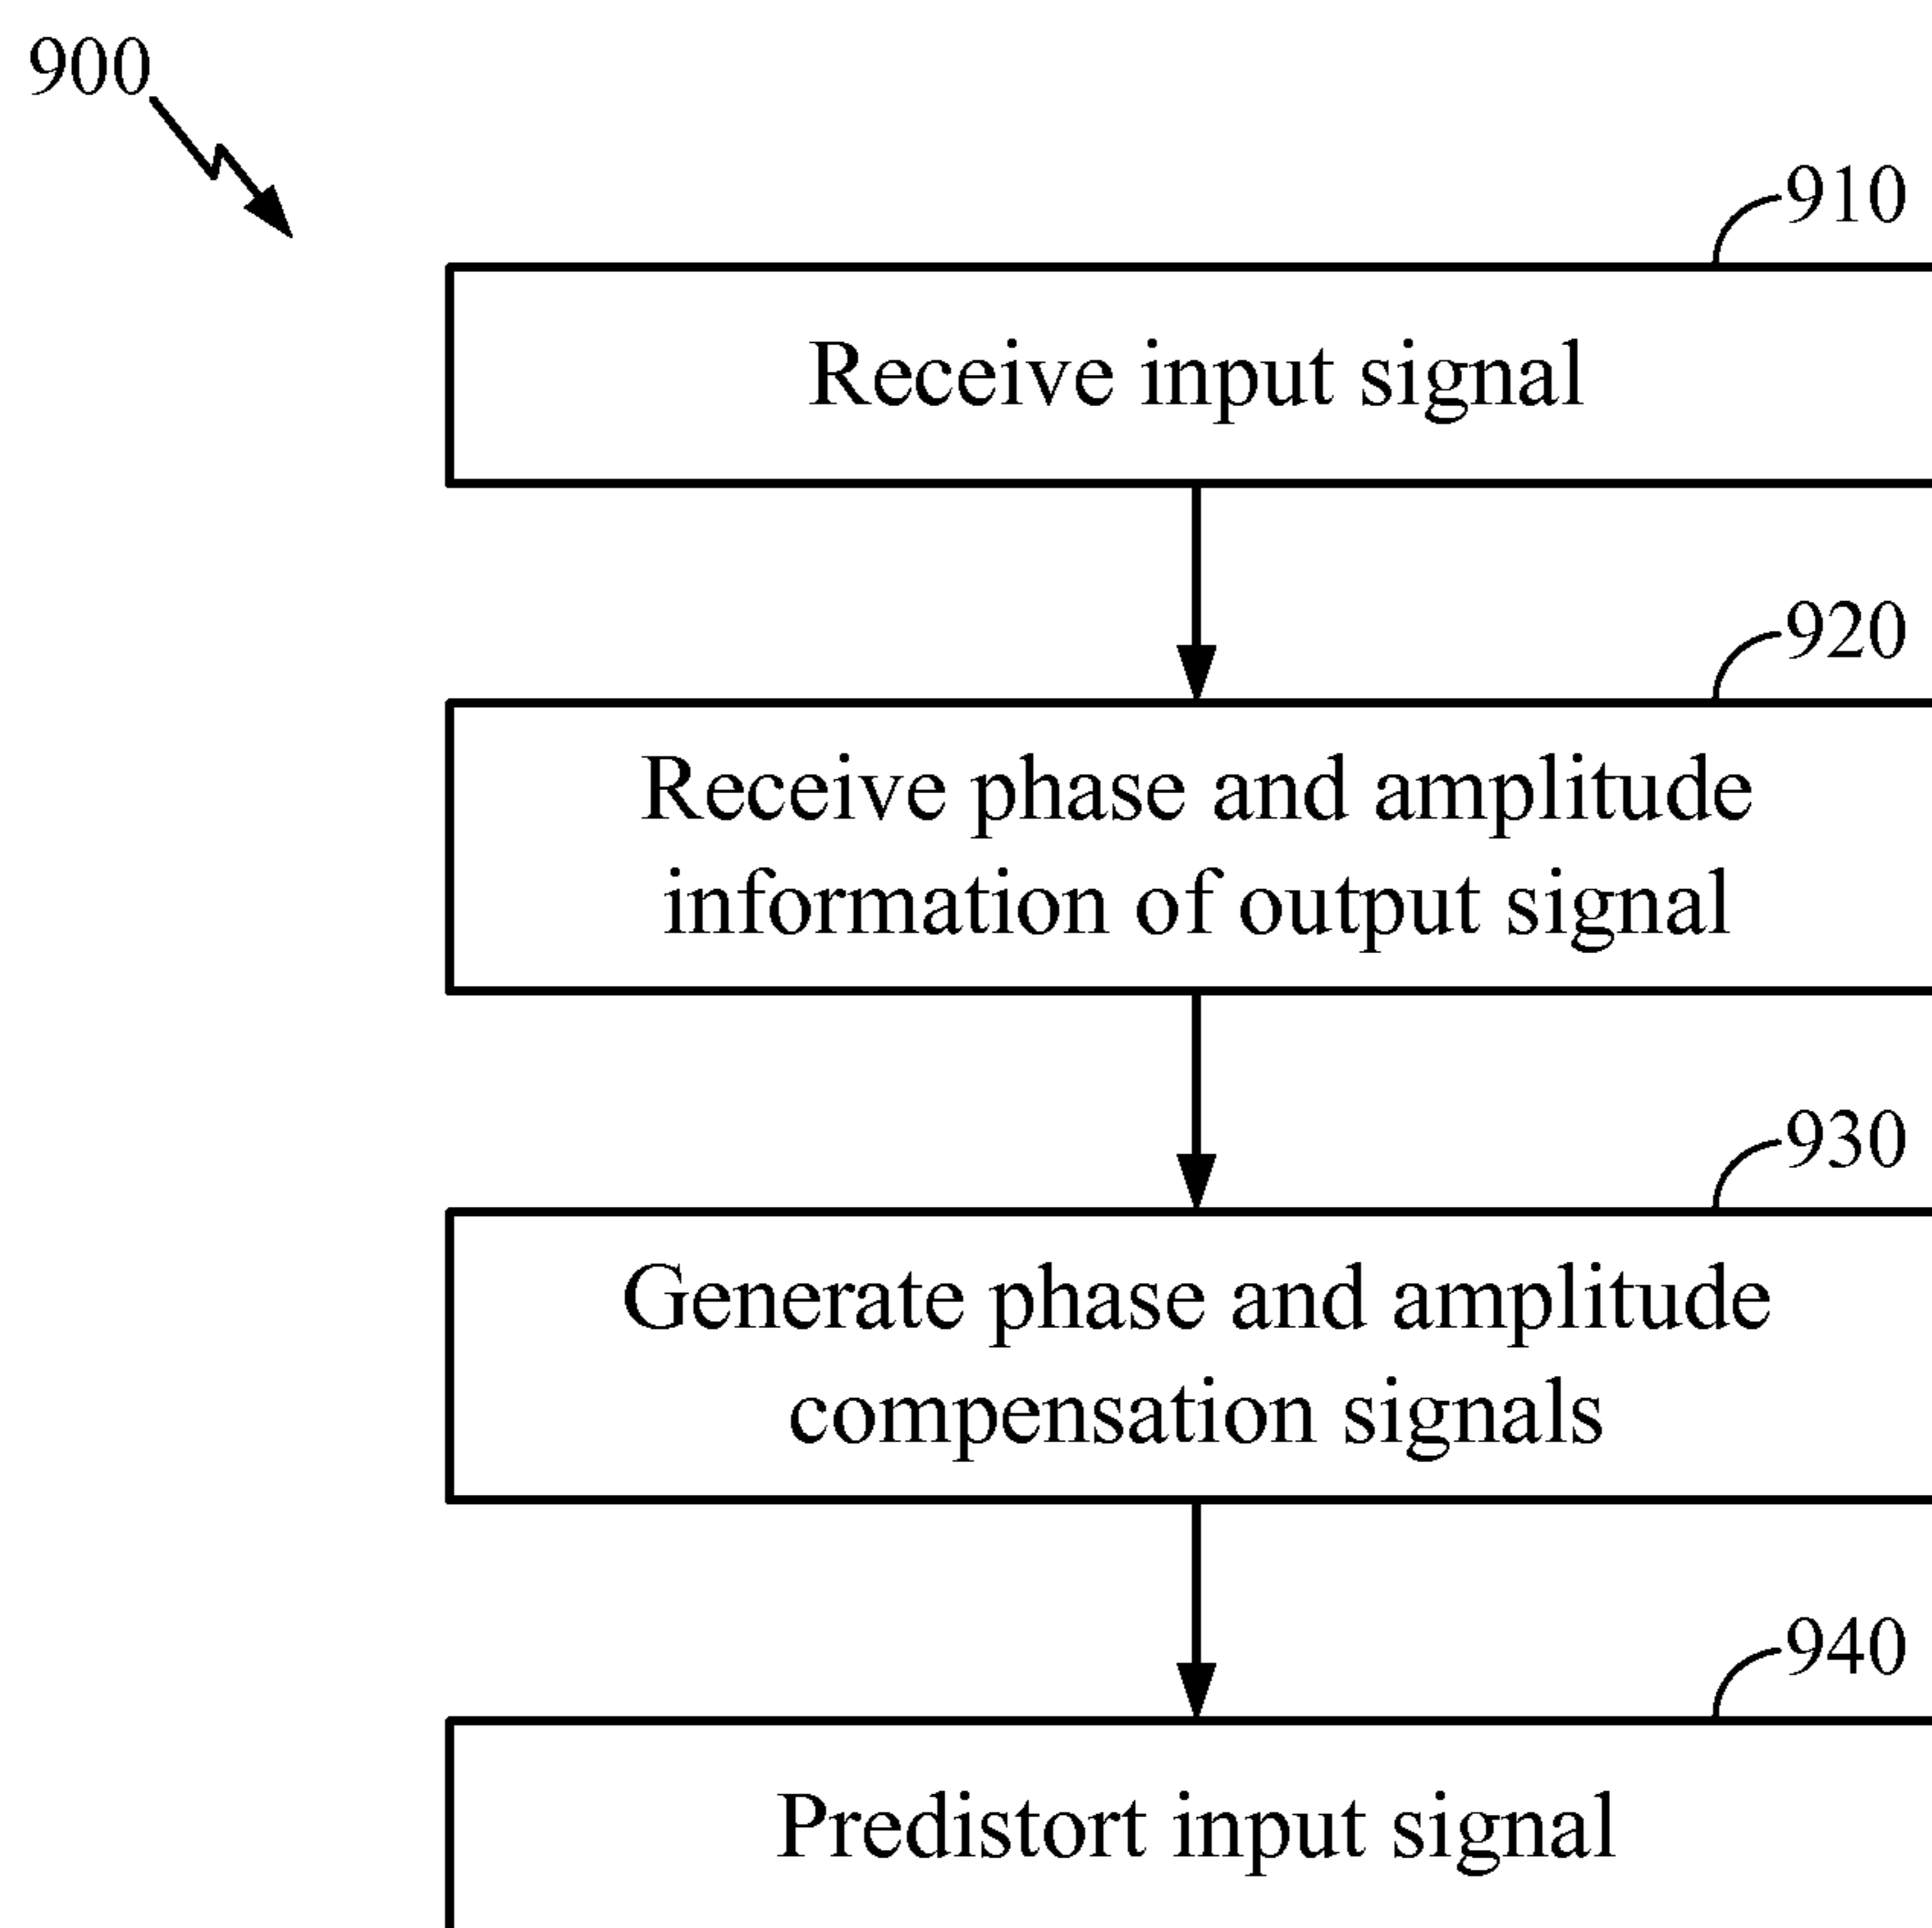 900
910
Receive input signal
920
Receive phase and amplitude
information of output signal
930
Generate phase and amplitude
compensation signals
940
Predistort input signal